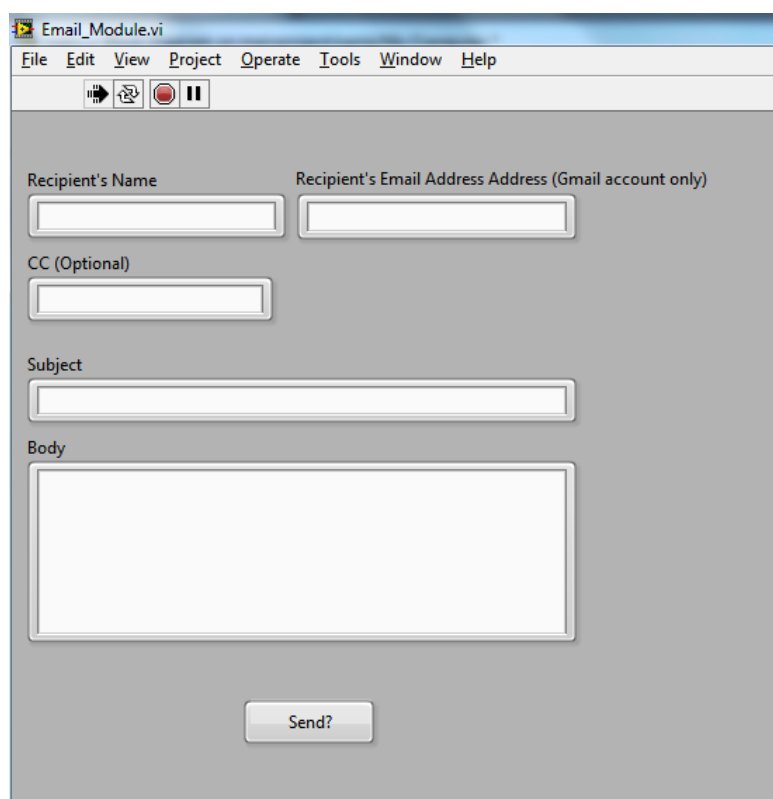 Email_Module.vi
File Edit View Project Operate Tools Window Help
Recipient's Name Recipient's Email Address Address (Gmail account only)
CC (Optional)
Subject
Body
Send?